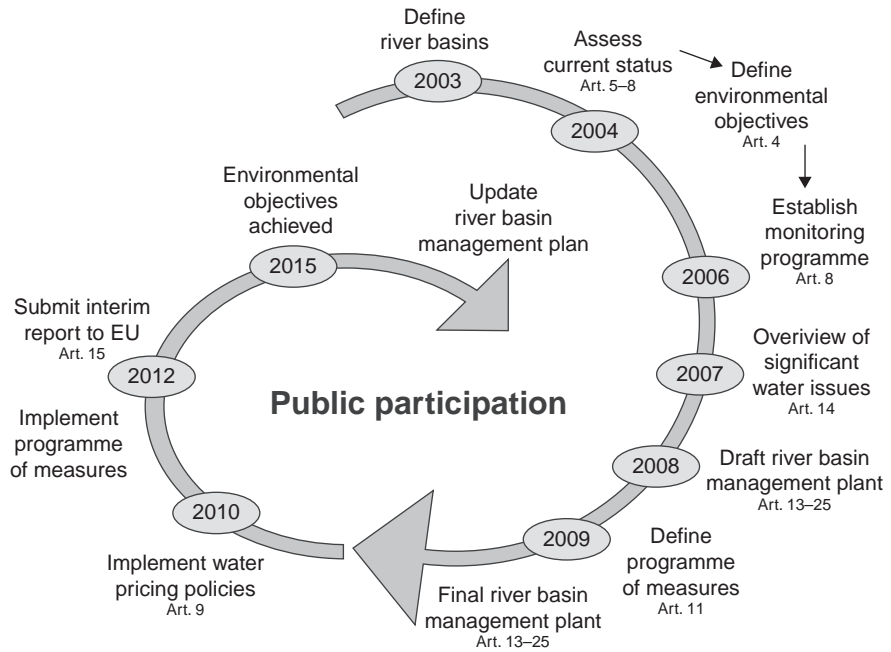 Define
river basins
2003
Assess
current status
Art. 5–8
2004
Define
environmental
objectives
Art. 4
Establish
monitoring
programme
Art. 8
2006
Overiview of
significant
water issues
Art. 14
2007
Draft river basin
management plant
Art. 13–25
2008
Define
programme
of measures
Art. 11
2009
Final river basin
management plant
Art. 13–25
Implement water
pricing policies
Art. 9
2010
Implement
programme
of measures
2012
Submit interim
report to EU
Art. 15
Environmental
objectives
achieved
2015
Update
river basin
management plan
Public participation